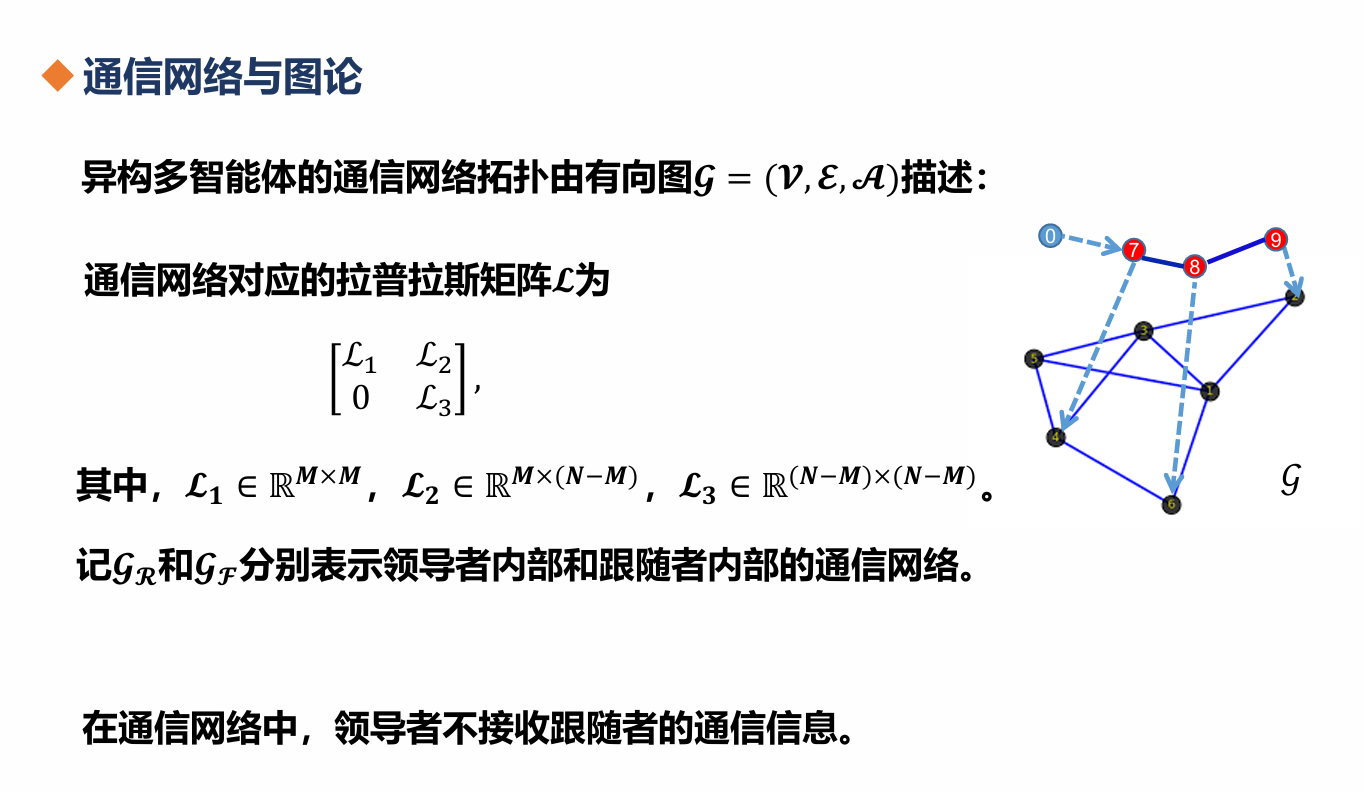 通信网络与图论
异构多智能体的通信网络拓扑由有向图𝓖 = (𝓥, 𝓔, 𝓐)描述：
通信网络对应的拉普拉斯矩阵𝓛为
[ℒ₁ ℒ₂
0 ℒ₃],
其中，𝓛₁ ∈ ℝ^{M×M}，𝓛₂ ∈ ℝ^{M×(N−M)}，𝓛₃ ∈ ℝ^{(N−M)×(N−M)}。
记𝓖_𝓡和𝓖_𝓕分别表示领导者内部和跟随者内部的通信网络。
在通信网络中，领导者不接收跟随者的通信信息。
0
7
8
9
3
5
1
4
6
𝒢